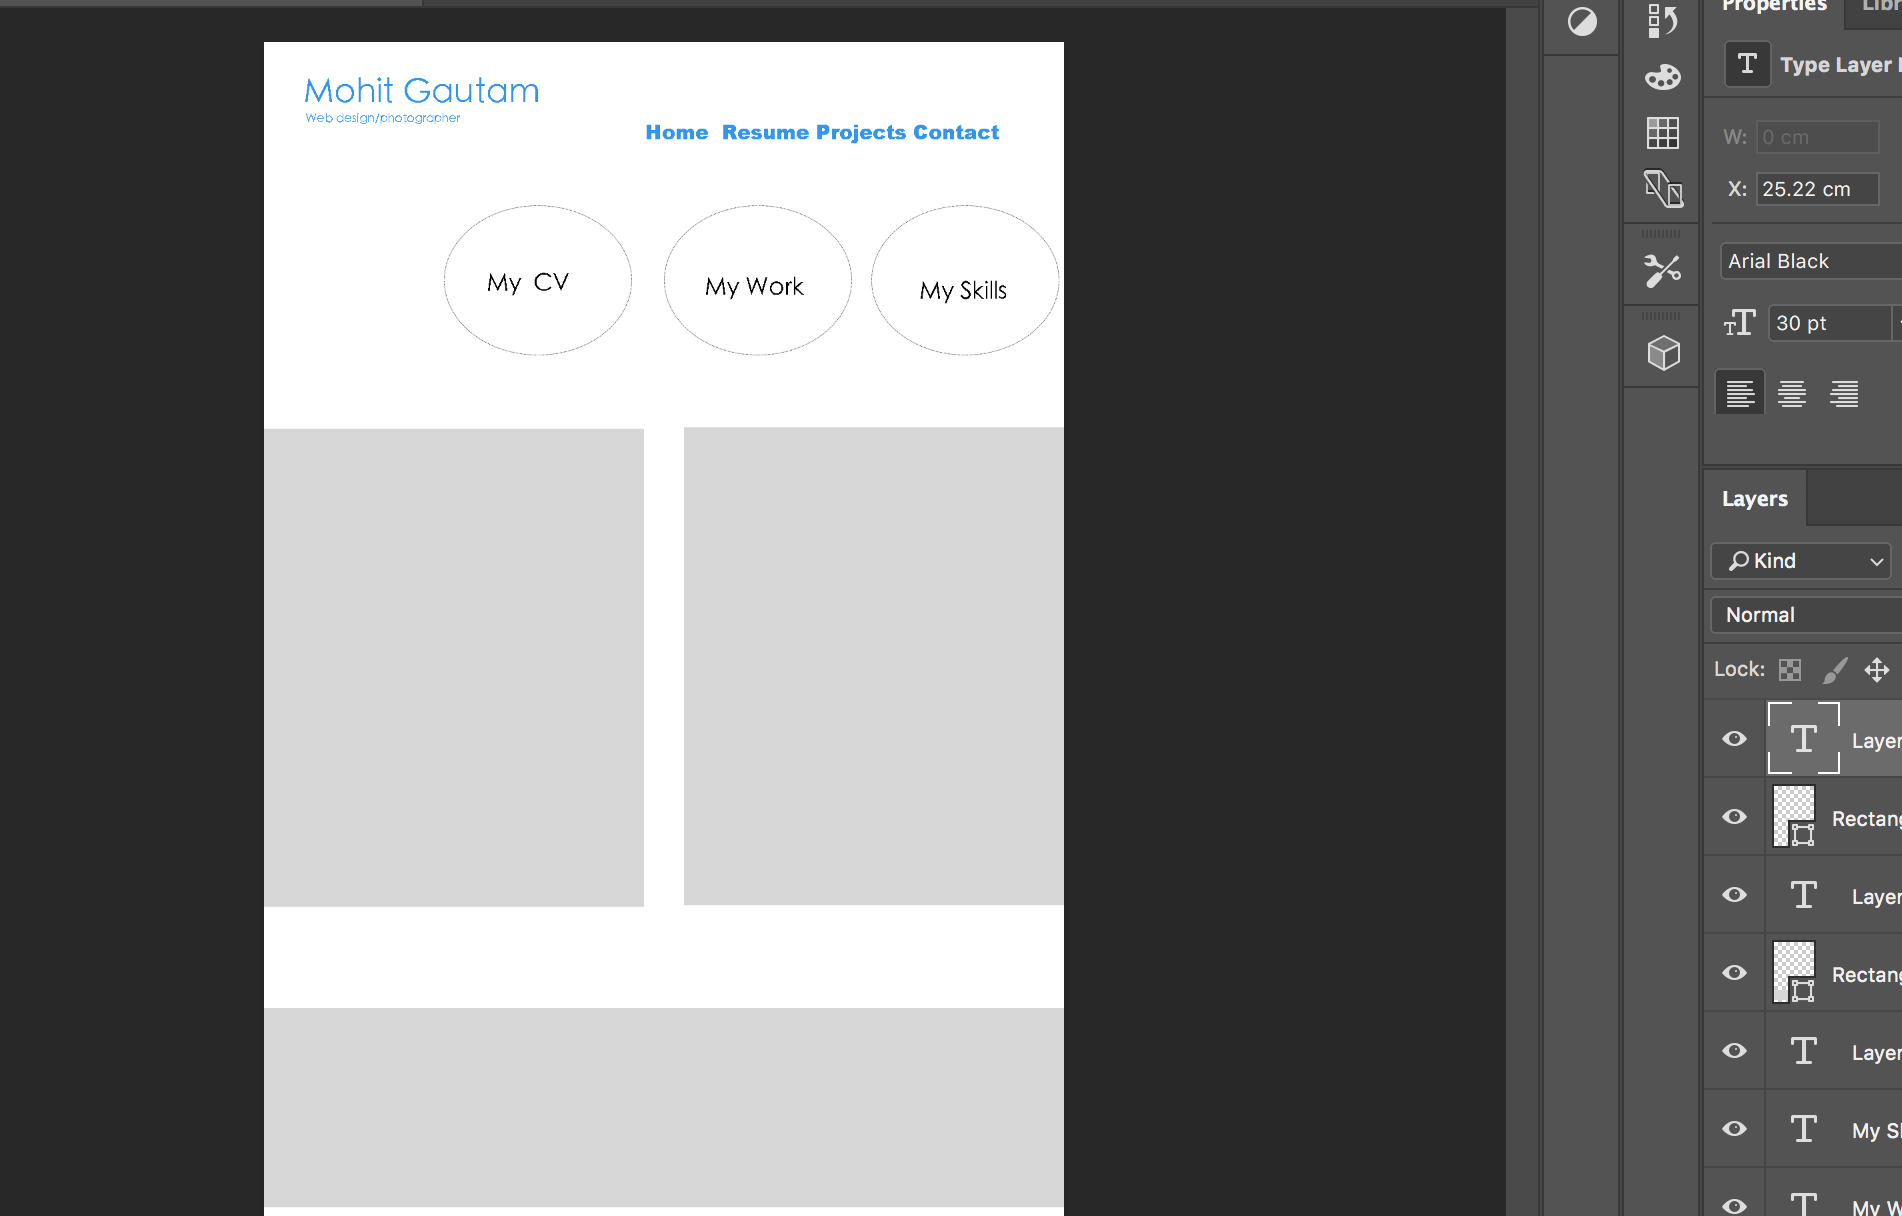 Mohit Gautam
Web design/photographer
Home Resume Projects Contact
My CV
My Work
My Skills
Properties
Type Layer
W: 0 cm
X: 25.22 cm
Arial Black
30 pt
Layers
Kind
Normal
Lock:
Layer
Rectang
Layer
Rectang
Layer
My Sk
My W